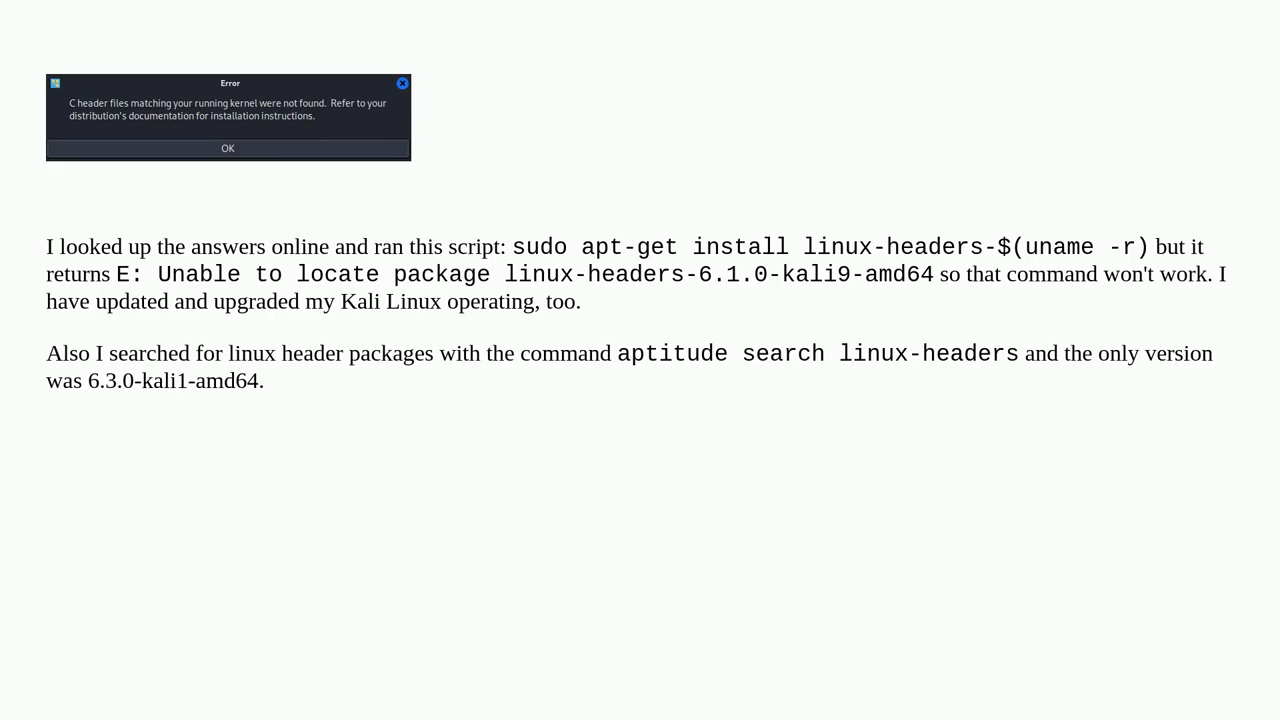 Error
C header files matching your running kernel were not found.  Refer to your
distribution's documentation for installation instructions.
OK
I looked up the answers online and ran this script: sudo apt-get install linux-headers-$(uname -r) but it
returns E: Unable to locate package linux-headers-6.1.0-kali9-amd64 so that command won't work. I
have updated and upgraded my Kali Linux operating, too.
Also I searched for linux header packages with the command aptitude search linux-headers and the only version
was 6.3.0-kali1-amd64.